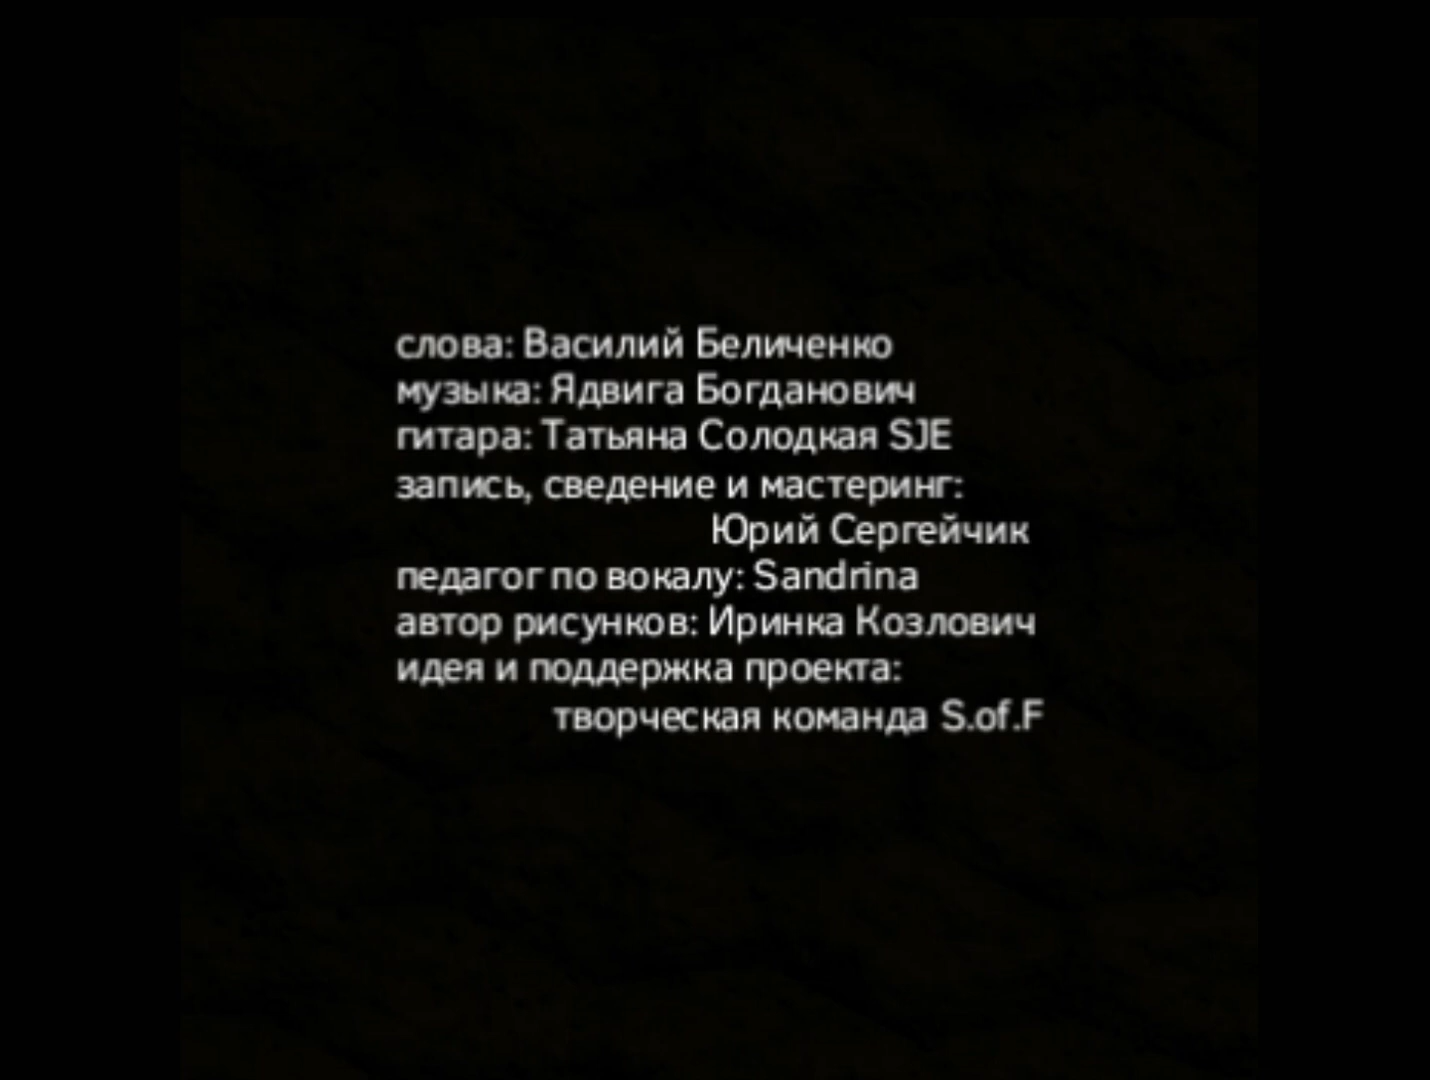 слова: Василий Беличенко
музыка: Ядвига Богданович
гитара: Татьяна Солодкая SJE
запись, сведение и мастеринг:
Юрий Сергейчик
педагог по вокалу: Sandrina
автор рисунков: Иринка Козлович
идея и поддержка проекта:
творческая команда S.of.F